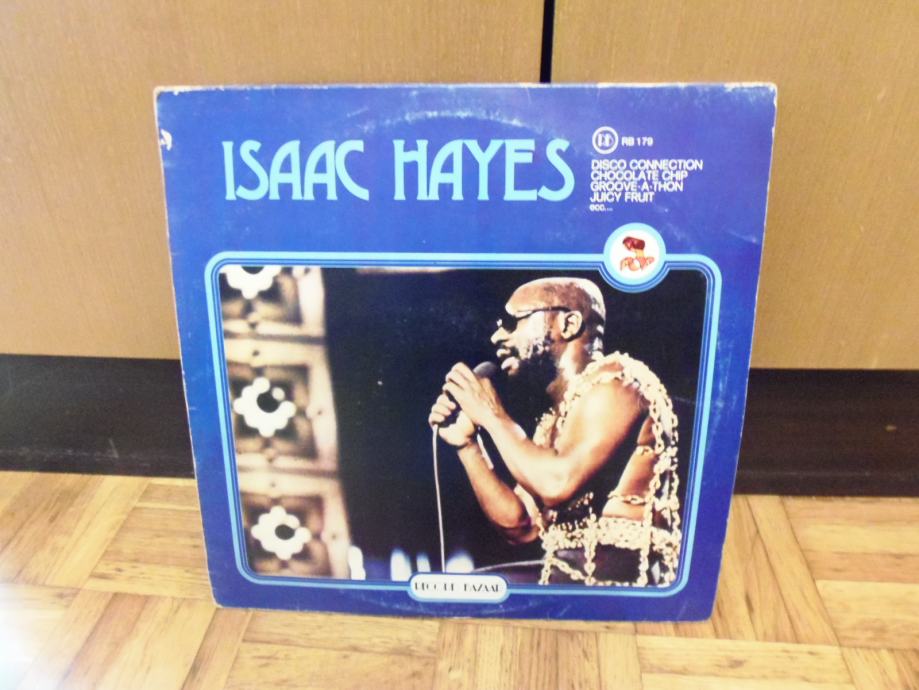 ISAAC HAYES
RB 179
DISCO CONNECTION
CHOCOLATE CHIP
GROOVE-A-THON
JUICY FRUIT
ecc....
RECORD BAZAAR